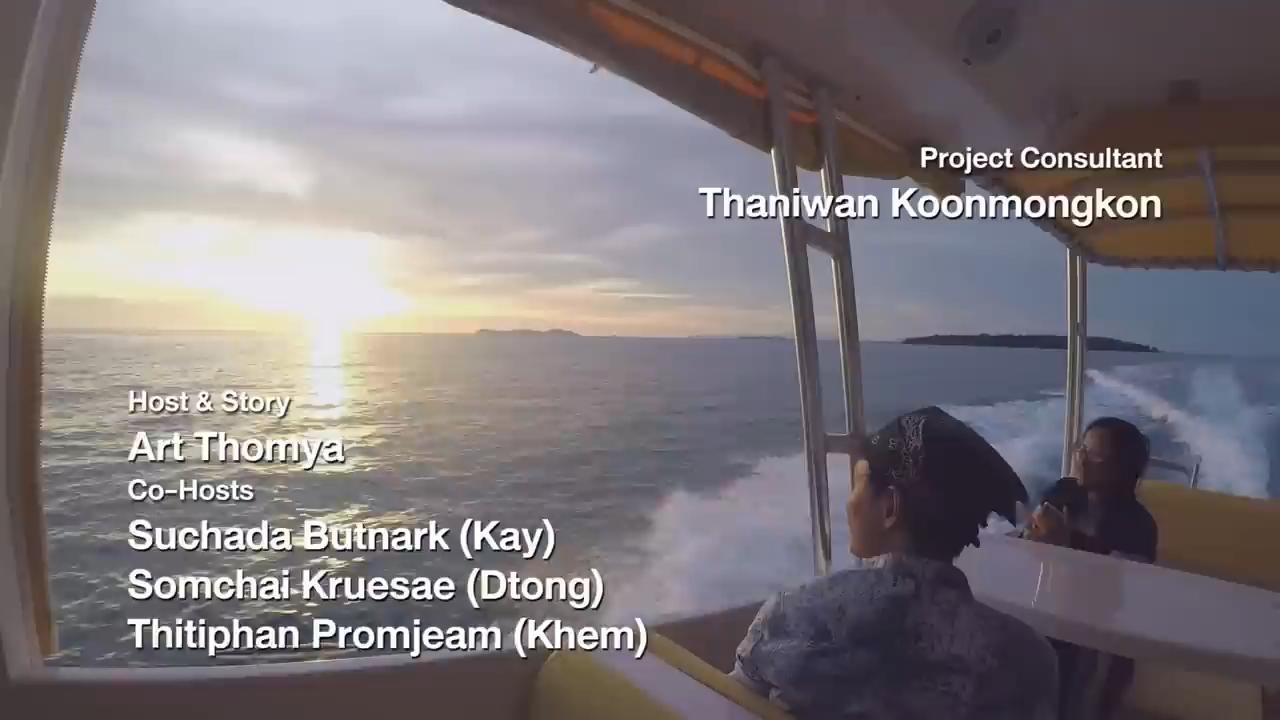 Project Consultant
Thaniwan Koonmongkon
Host & Story
Art Thomya
Co-Hosts
Suchada Butnark (Kay)
Somchai Kruesae (Dtong)
Thitiphan Promjeam (Khem)